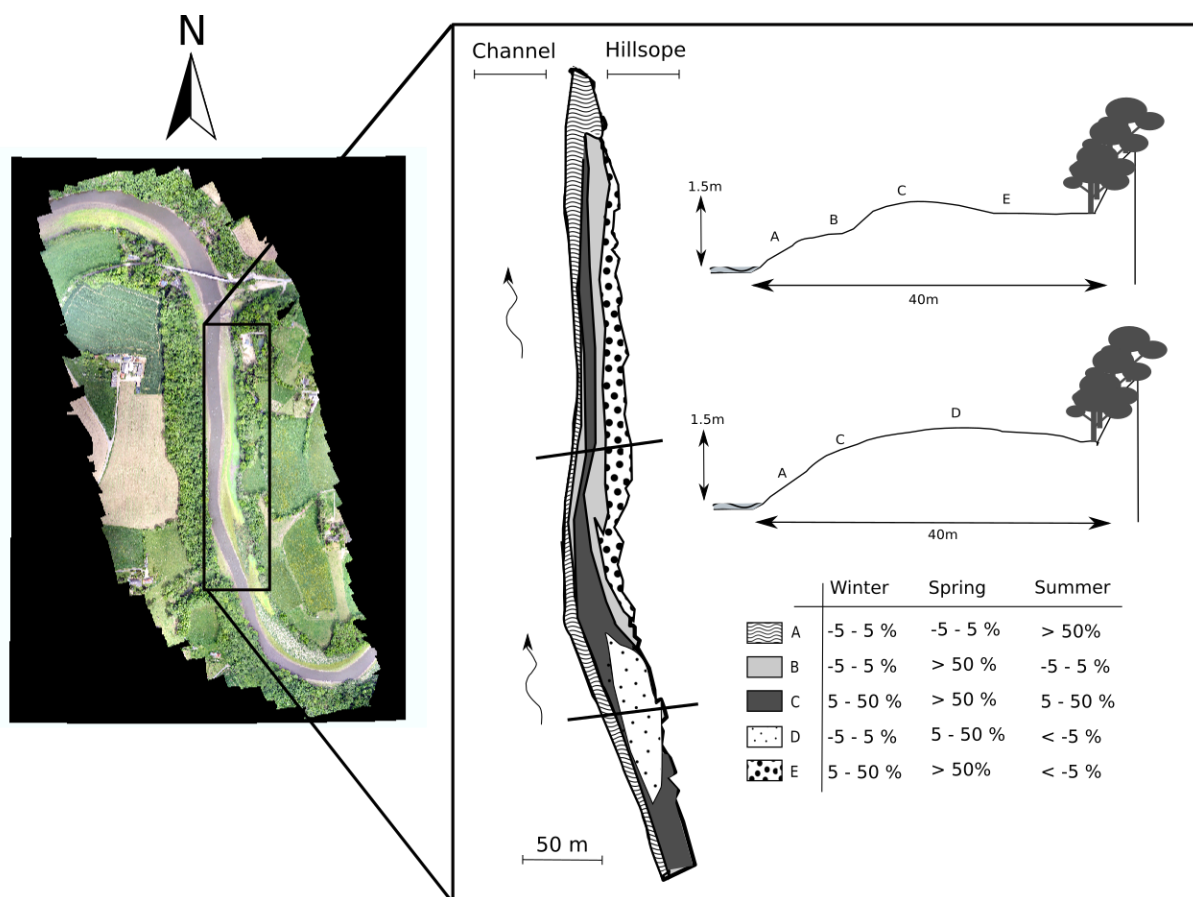 N
Channel Hillsope
1.5m
A B C E
40m
1.5m
A C D
40m
Winter Spring Summer
A -5 - 5 % -5 - 5 % > 50%
B -5 - 5 % > 50 % -5 - 5 %
C 5 - 50 % > 50 % 5 - 50 %
D -5 - 5 % 5 - 50 % < -5 %
E 5 - 50 % > 50% < -5 %
50 m